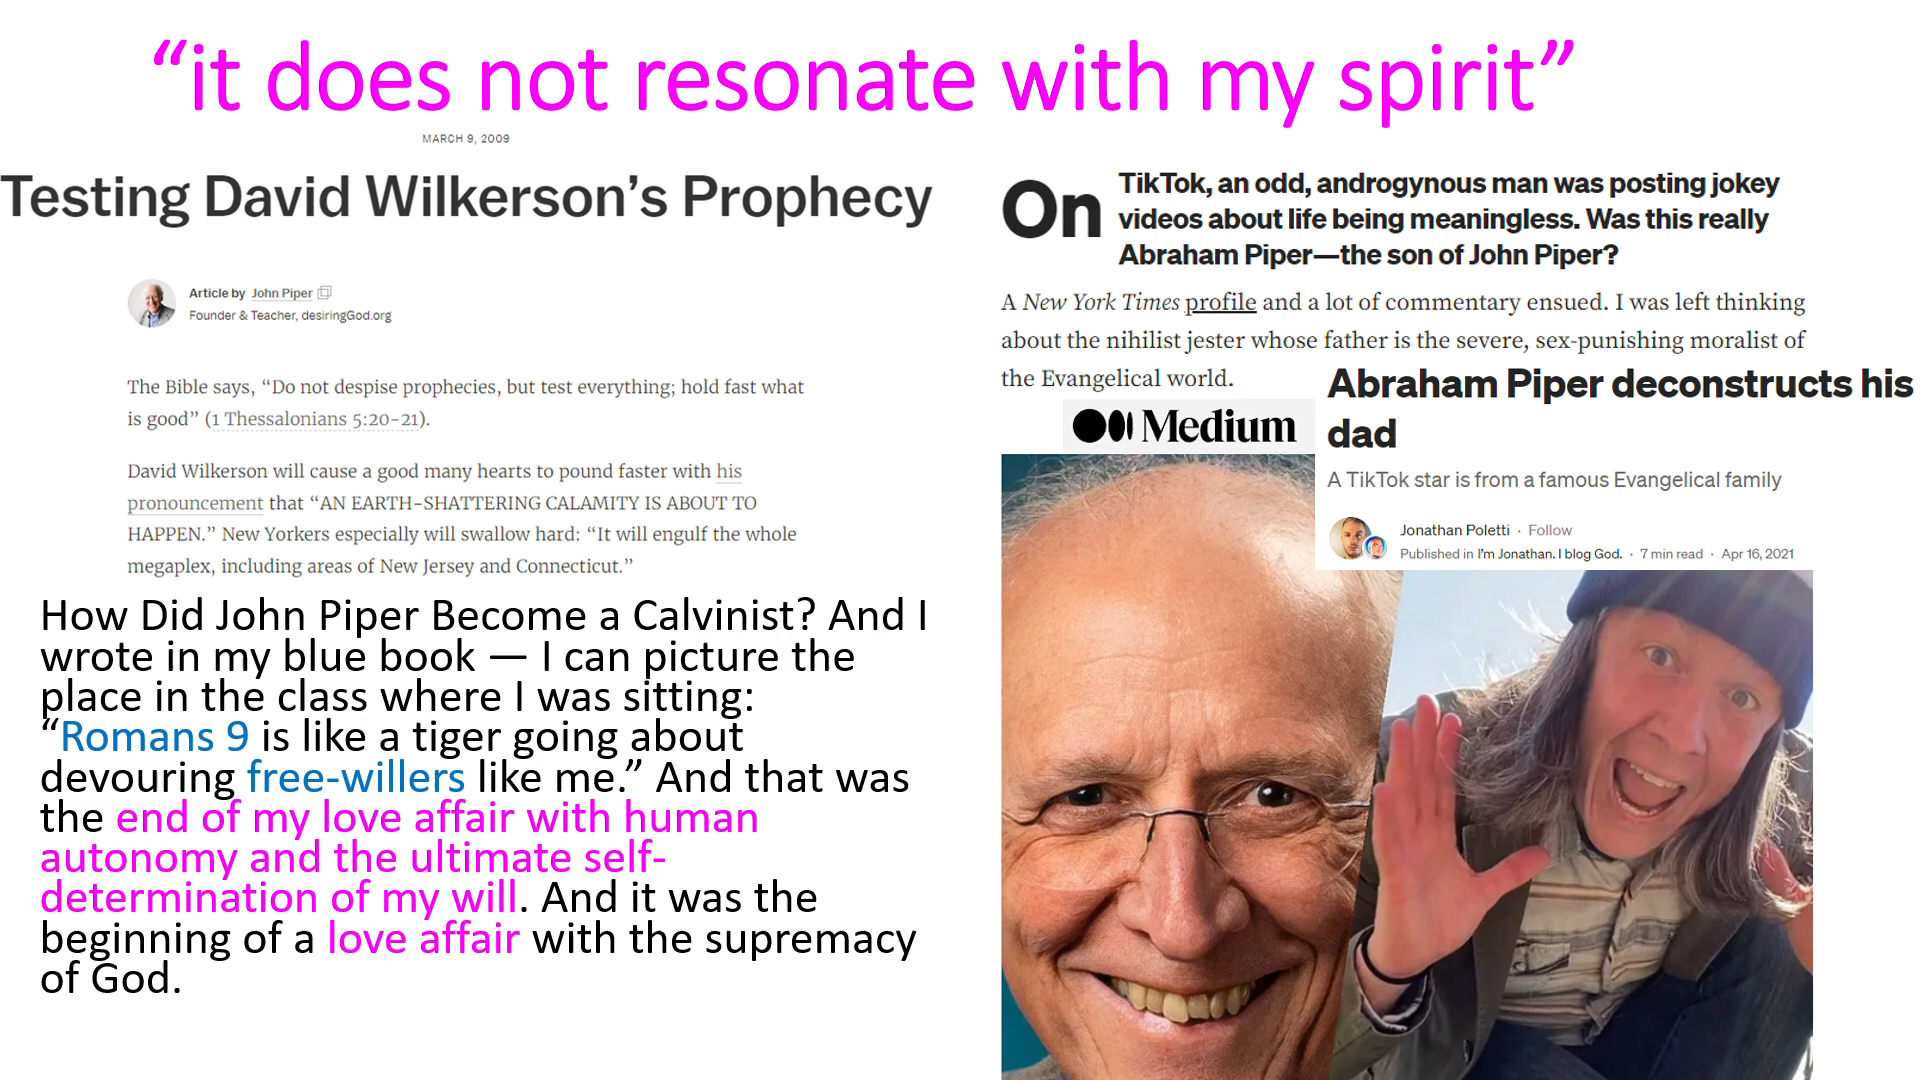 “it does not resonate with my spirit”
MARCH 9, 2009
Testing David Wilkerson’s Prophecy
Article by John Piper
Founder & Teacher, desiringGod.org
The Bible says, “Do not despise prophecies, but test everything; hold fast what
is good” (1 Thessalonians 5:20–21).
David Wilkerson will cause a good many hearts to pound faster with his
pronouncement that “AN EARTH-SHATTERING CALAMITY IS ABOUT TO
HAPPEN.” New Yorkers especially will swallow hard: “It will engulf the whole
megaplex, including areas of New Jersey and Connecticut.”
How Did John Piper Become a Calvinist? And I
wrote in my blue book — I can picture the
place in the class where I was sitting:
“Romans 9 is like a tiger going about
devouring free-willers like me.” And that was
the end of my love affair with human
autonomy and the ultimate self-
determination of my will. And it was the
beginning of a love affair with the supremacy
of God.
On TikTok, an odd, androgynous man was posting jokey
videos about life being meaningless. Was this really
Abraham Piper—the son of John Piper?
A New York Times profile and a lot of commentary ensued. I was left thinking
about the nihilist jester whose father is the severe, sex-punishing moralist of
the Evangelical world.
Medium
Abraham Piper deconstructs his
dad
A TikTok star is from a famous Evangelical family
Jonathan Poletti · Follow
Published in I’m Jonathan. I blog God. · 7 min read · Apr 16, 2021